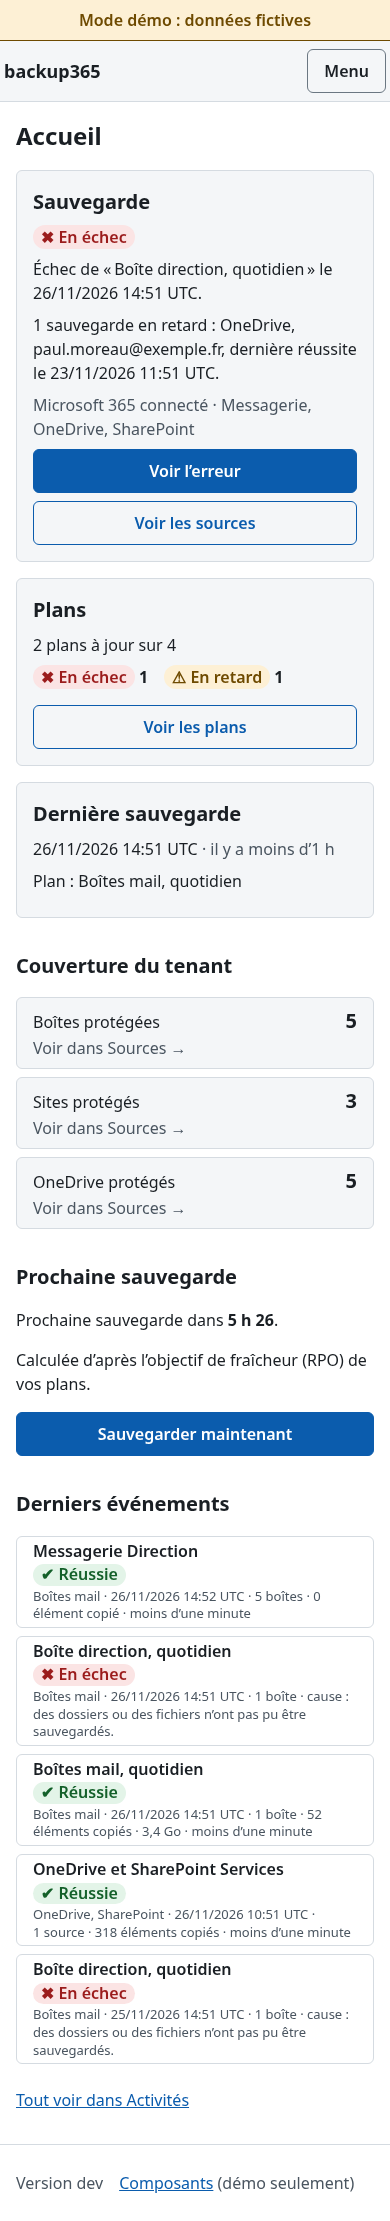 Mode démo : données fictives
backup365
Menu
Accueil
Sauvegarde
✖ En échec
Échec de « Boîte direction, quotidien » le
26/11/2026 14:51 UTC.
1 sauvegarde en retard : OneDrive,
paul.moreau@exemple.fr, dernière réussite
le 23/11/2026 11:51 UTC.
Microsoft 365 connecté · Messagerie,
OneDrive, SharePoint
Voir l’erreur
Voir les sources
Plans
2 plans à jour sur 4
✖ En échec 1 ⚠ En retard 1
Voir les plans
Dernière sauvegarde
26/11/2026 14:51 UTC · il y a moins d’1 h
Plan : Boîtes mail, quotidien
Couverture du tenant
Boîtes protégées 5
Voir dans Sources →
Sites protégés 3
Voir dans Sources →
OneDrive protégés 5
Voir dans Sources →
Prochaine sauvegarde
Prochaine sauvegarde dans 5 h 26.
Calculée d’après l’objectif de fraîcheur (RPO) de
vos plans.
Sauvegarder maintenant
Derniers événements
Messagerie Direction
✔ Réussie
Boîtes mail · 26/11/2026 14:52 UTC · 5 boîtes · 0
élément copié · moins d’une minute
Boîte direction, quotidien
✖ En échec
Boîtes mail · 26/11/2026 14:51 UTC · 1 boîte · cause :
des dossiers ou des fichiers n’ont pas pu être
sauvegardés.
Boîtes mail, quotidien
✔ Réussie
Boîtes mail · 26/11/2026 14:51 UTC · 1 boîte · 52
éléments copiés · 3,4 Go · moins d’une minute
OneDrive et SharePoint Services
✔ Réussie
OneDrive, SharePoint · 26/11/2026 10:51 UTC ·
1 source · 318 éléments copiés · moins d’une minute
Boîte direction, quotidien
✖ En échec
Boîtes mail · 25/11/2026 14:51 UTC · 1 boîte · cause :
des dossiers ou des fichiers n’ont pas pu être
sauvegardés.
Tout voir dans Activités
Version dev Composants (démo seulement)